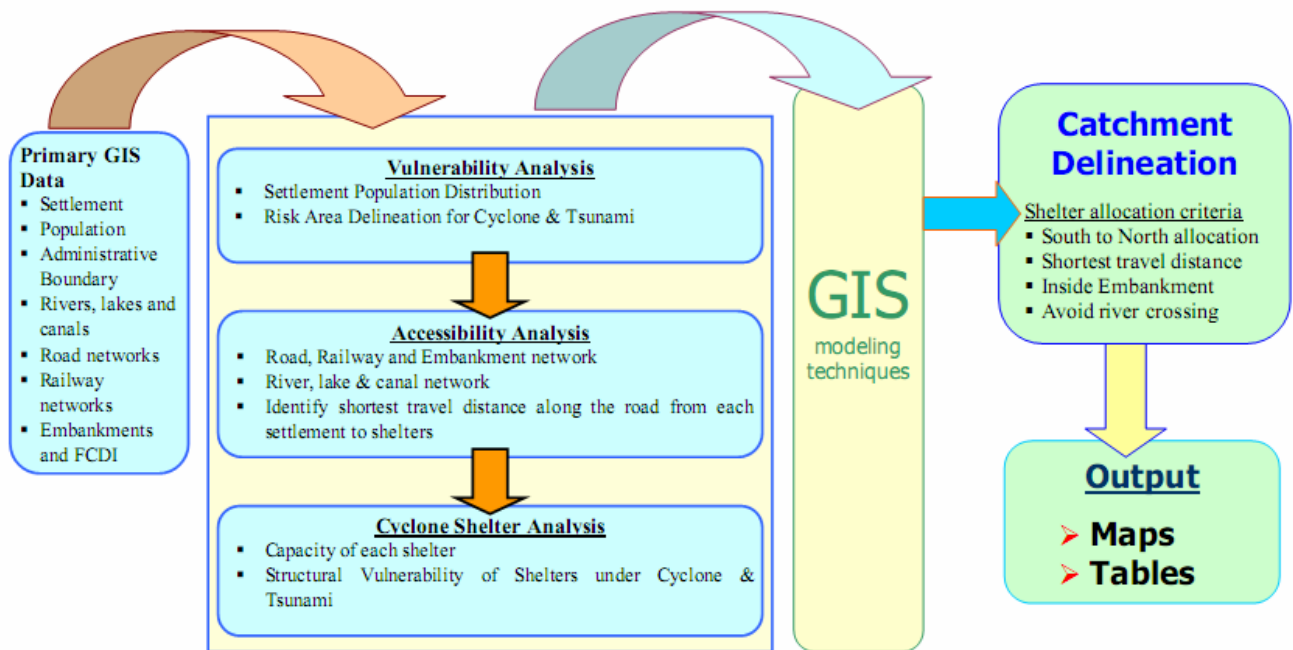 Primary GIS
Data
▪ Settlement
▪ Population
▪ Administrative
Boundary
▪ Rivers, lakes and
canals
▪ Road networks
▪ Railway
networks
▪ Embankments
and FCDI
Vulnerability Analysis
▪ Settlement Population Distribution
▪ Risk Area Delineation for Cyclone & Tsunami
Accessibility Analysis
▪ Road, Railway and Embankment network
▪ River, lake & canal network
▪ Identify shortest travel distance along the road from each
settlement to shelters
Cyclone Shelter Analysis
▪ Capacity of each shelter
▪ Structural Vulnerability of Shelters under Cyclone &
Tsunami
GIS
modeling
techniques
Catchment
Delineation
Shelter allocation criteria
▪ South to North allocation
▪ Shortest travel distance
▪ Inside Embankment
▪ Avoid river crossing
Output
➢ Maps
➢ Tables